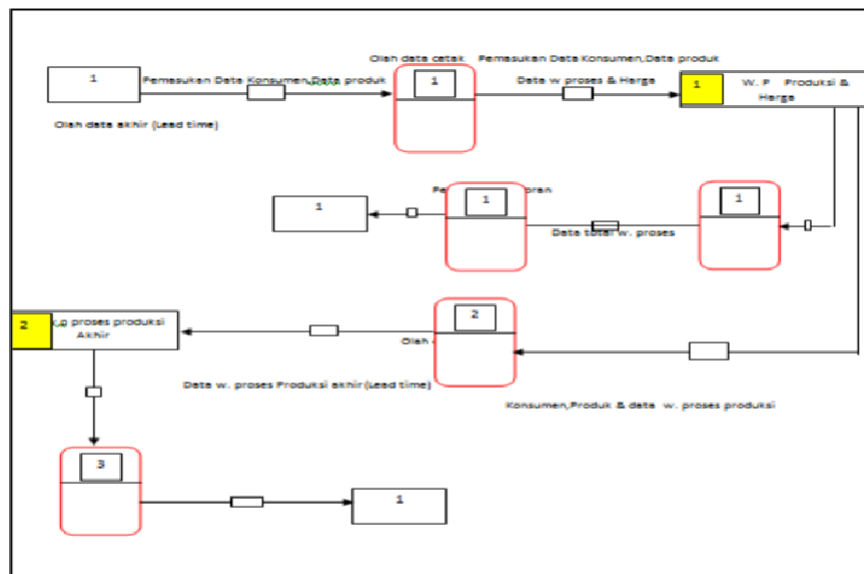 Olah data cetak
Pemasukan Data Konsumen,Data produk
1
Pemasukan Data Konsumen,Data produk
1
Data w proses & Harga
1
W. P Produksi &
Harga
Olah data akhir (Lead time)
1
1
1
Data total w. proses
2
proses produksi
Akhir
2
Olah
Data w. proses Produksi akhir (Lead time)
Konsumen,Produk & data w. proses produksi
3
1